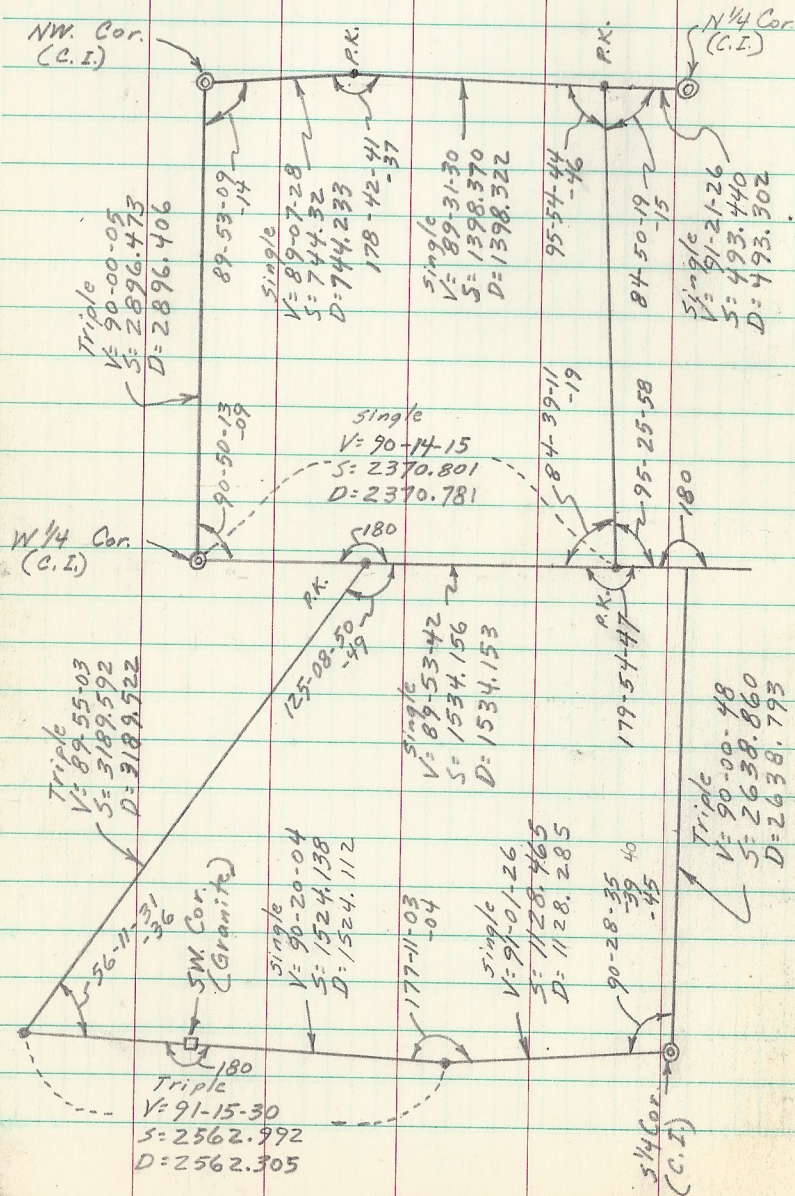 NW. Cor.
(C.I.)
P.K.
P.K.
N 1/4 Cor.
(C.I.)
Triple
V= 90-00-05
S= 2896.473
D= 2896.406
89-53-09
-14
Single
V= 89-07-28
S= 744.32
D= 744.233
178-42-41
-37
Single
V= 89-31-30
S= 1398.370
D= 1398.322
95-54-44
-46
84-50-19
-15
Single
V= 91-21-26
S= 493.440
D= 493.302
90-50-13
-09
Single
V= 90-14-15
S= 2370.801
D= 2370.781
84-39-11
-19
95-25-58
180
W 1/4 Cor.
(C.I.)
180
P.K.
125-08-50
-49
Single
V= 89-53-42
S= 1534.156
D= 1534.153
P.K.
179-54-47
Triple
V= 89-55-03
S= 3189.592
D= 3189.522
Triple
V= 90-00-48
S= 2638.860
D= 2638.793
56-11-31
-36
SW. Cor.
(Granite)
Single
V= 90-20-04
S= 1524.138
D= 1524.112
177-11-03
-04
Single
V= 91-01-26
S= 1128.465
D= 1128.285
90-28-35
-39 40
-45
180
Triple
V= 91-15-30
S= 2562.992
D= 2562.305
S 1/4 Cor.
(C.I.)